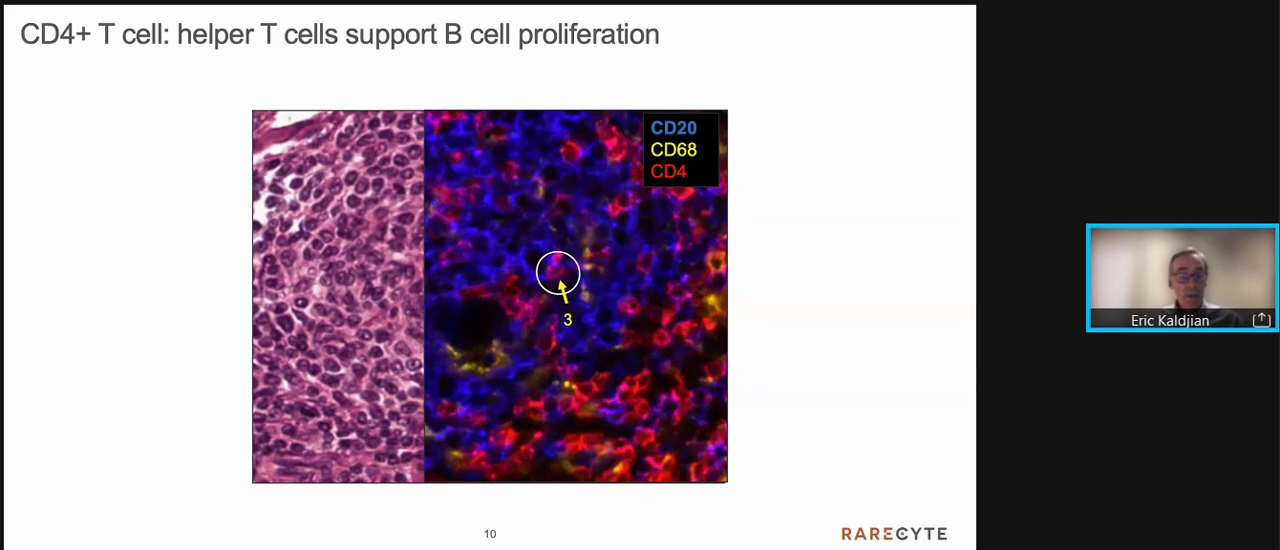 CD4+ T cell: helper T cells support B cell proliferation
CD20
CD68
CD4
3
10
RARECYTE
Eric Kaldjian